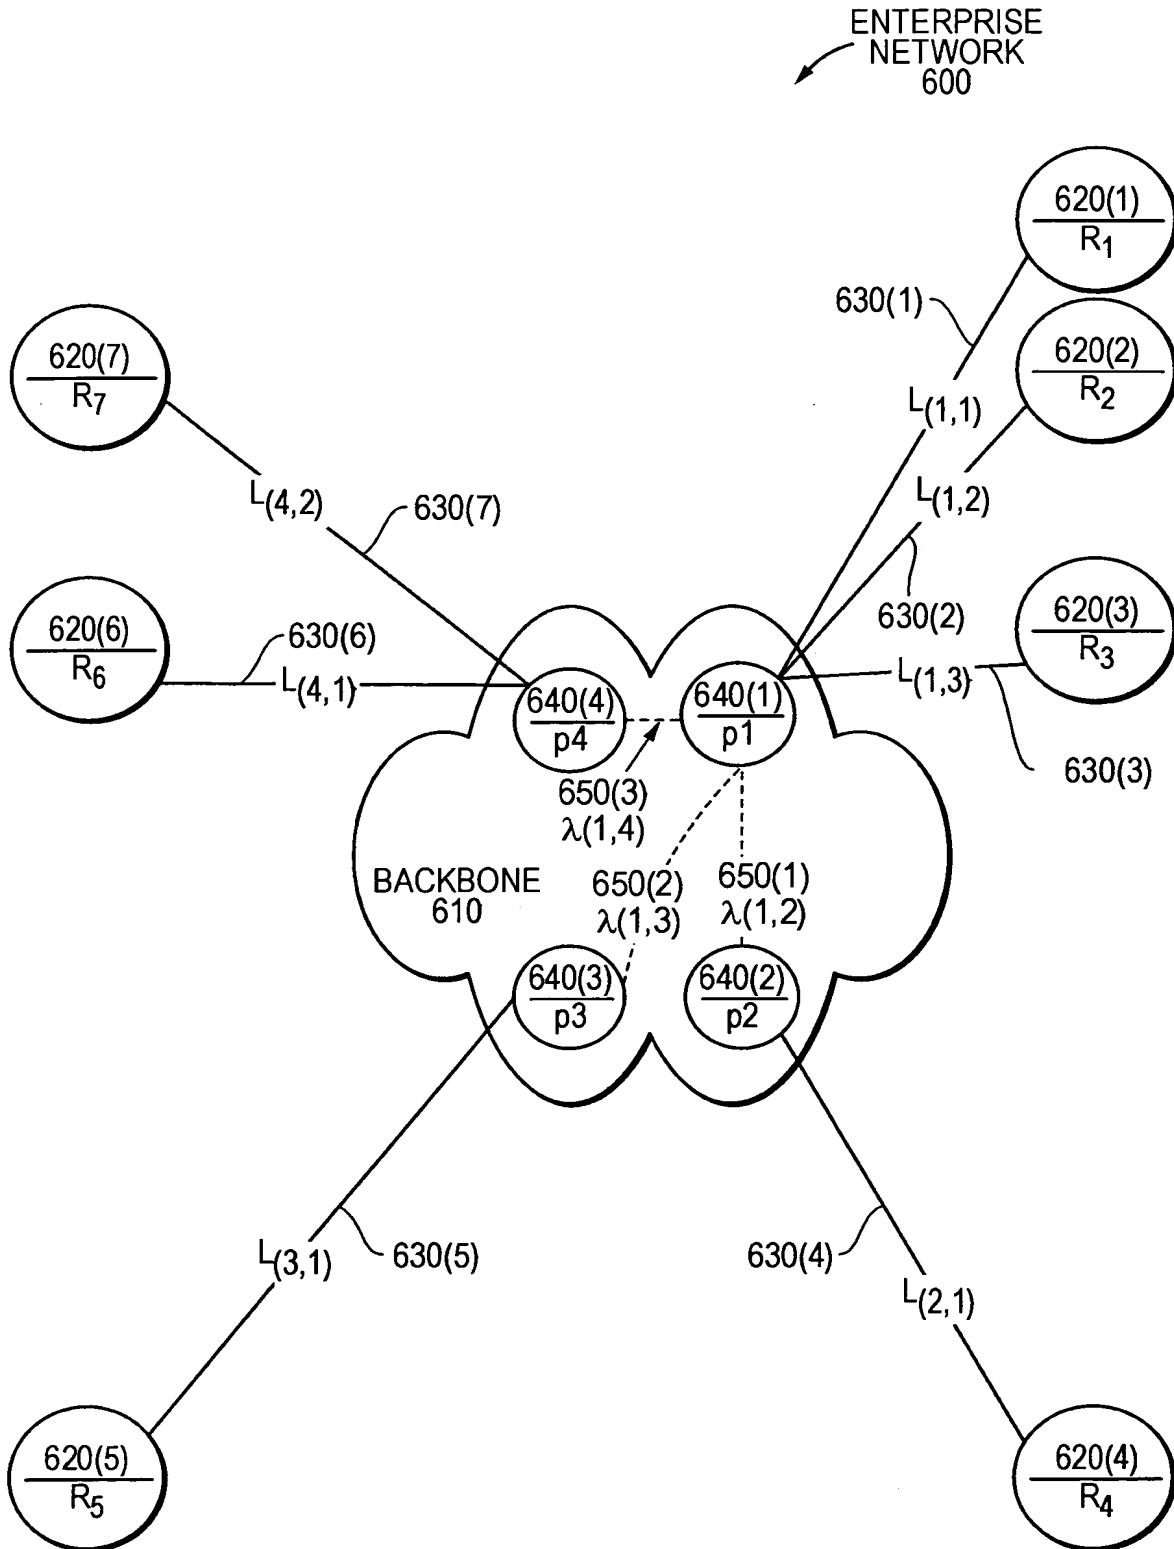 ENTERPRISE
NETWORK
600
620(1)
R1
630(1)
620(2)
R2
620(7)
R7
L(1,1)
L(1,2)
L(4,2)
630(7)
630(2)
620(3)
R3
620(6)
R6
630(6)
L(4,1)
L(1,3)
640(4)
p4
640(1)
p1
630(3)
650(3)
λ(1,4)
BACKBONE
610
650(2)
λ(1,3)
650(1)
λ(1,2)
640(3)
p3
640(2)
p2
L(3,1)
630(5)
630(4)
L(2,1)
620(5)
R5
620(4)
R4